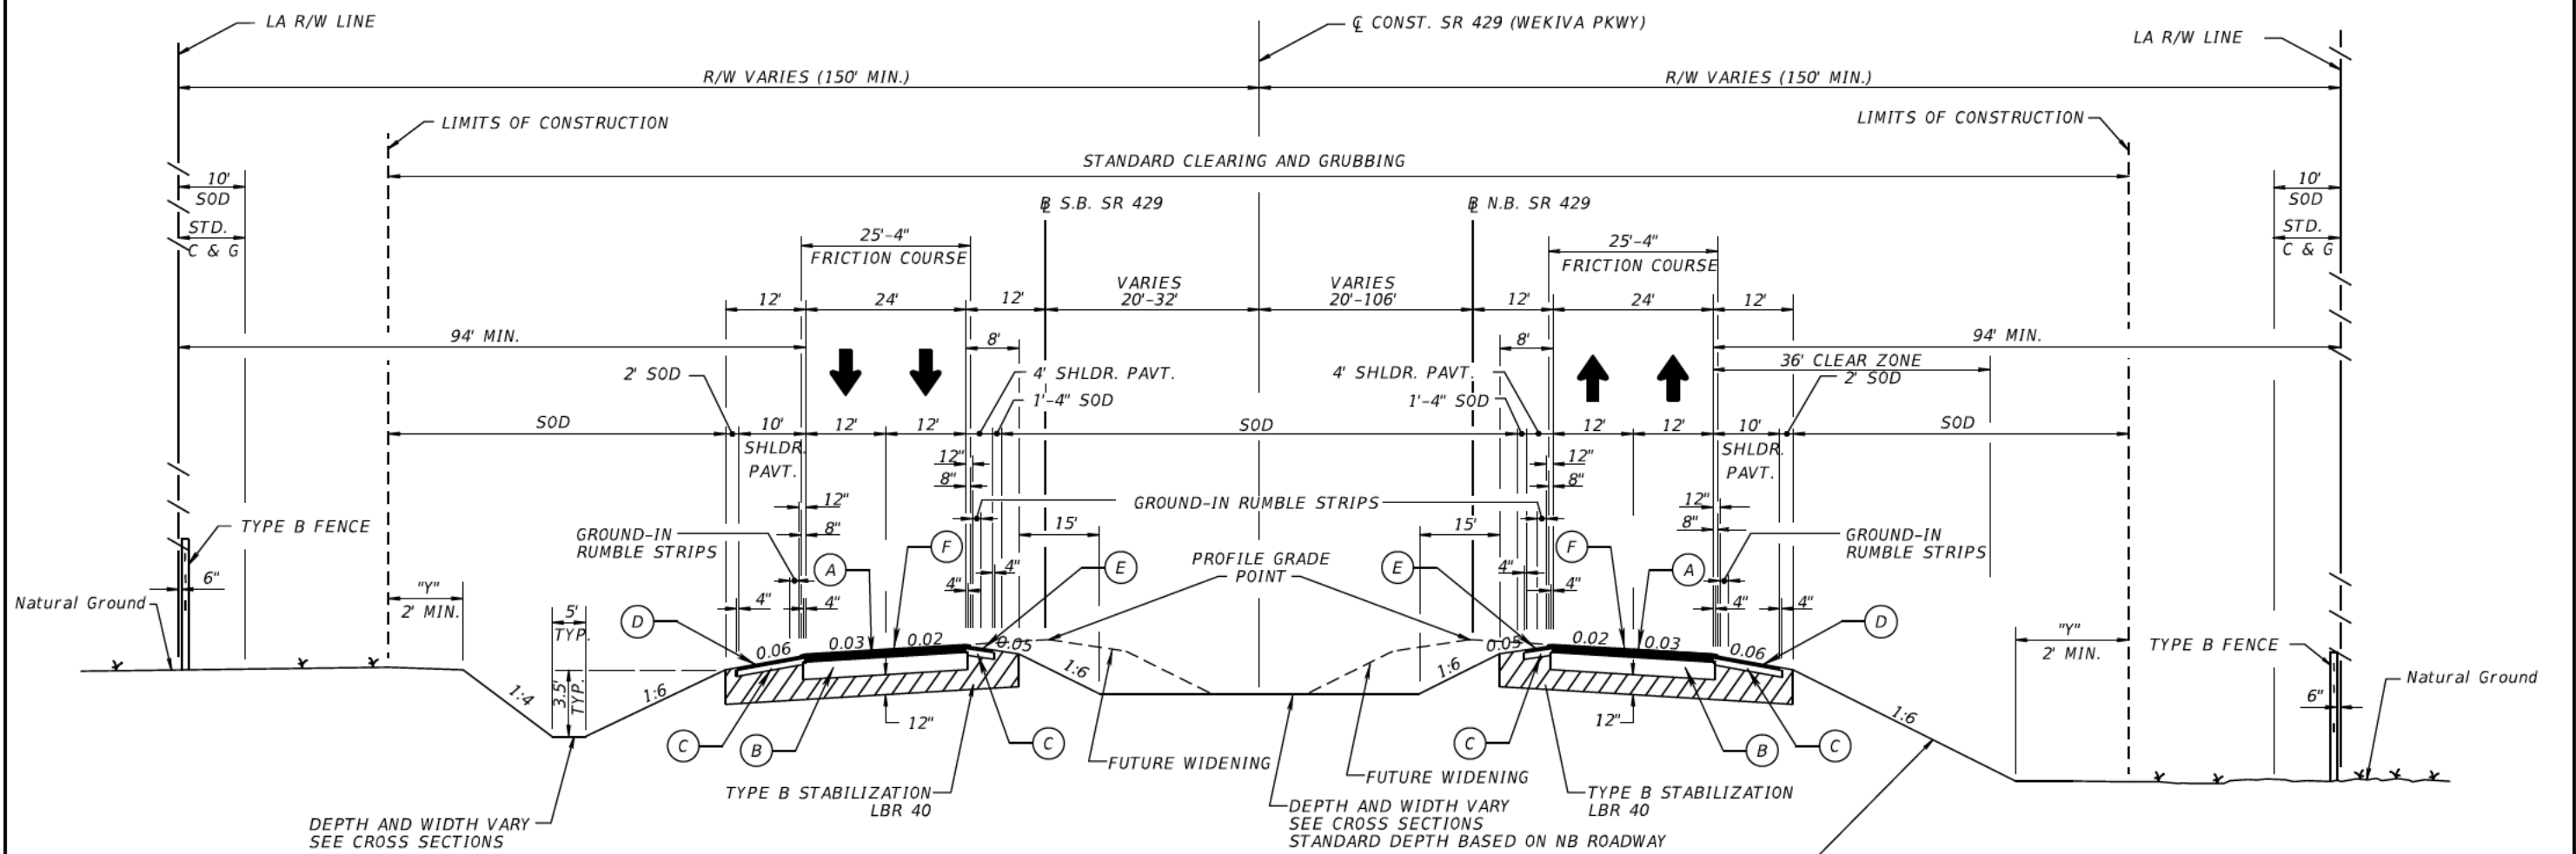 LA R/W LINE
℄ CONST. SR 429 (WEKIVA PKWY)
LA R/W LINE
R/W VARIES (150' MIN.)
R/W VARIES (150' MIN.)
LIMITS OF CONSTRUCTION
LIMITS OF CONSTRUCTION
STANDARD CLEARING AND GRUBBING
10'
SOD
STD.
C & G
10'
SOD
STD.
C & G
B S.B. SR 429
B N.B. SR 429
25'-4"
FRICTION COURSE
25'-4"
FRICTION COURSE
12'
24'
12'
VARIES
20'-32'
VARIES
20'-106'
12'
24'
12'
94' MIN.
8'
8'
94' MIN.
36' CLEAR ZONE
2' SOD
4' SHLDR. PAVT.
4' SHLDR. PAVT.
2' SOD
1'-4" SOD
1'-4" SOD
SOD
10'
12'
12'
SOD
12'
12'
10'
SOD
SHLDR.
PAVT.
SHLDR.
PAVT.
12"
8"
12"
8"
12"
8"
12"
8"
GROUND-IN RUMBLE STRIPS
TYPE B FENCE
GROUND-IN
RUMBLE STRIPS
15'
15'
GROUND-IN
RUMBLE STRIPS
F
A
E
PROFILE GRADE
POINT
E
F
A
6"
"Y"
2' MIN.
4"
4"
4"
4"
4"
4"
4"
4"
Natural Ground
5'
TYP.
D
D
"Y"
2' MIN.
TYPE B FENCE
0.06
0.03
0.02
0.05
0.05
0.02
0.03
0.06
1:4
3.5'
TYP.
1:6
1:6
1:6
1:6
6"
Natural Ground
12"
12"
C
B
C
C
B
C
FUTURE WIDENING
FUTURE WIDENING
TYPE B STABILIZATION
LBR 40
TYPE B STABILIZATION
LBR 40
DEPTH AND WIDTH VARY
SEE CROSS SECTIONS
DEPTH AND WIDTH VARY
SEE CROSS SECTIONS
STANDARD DEPTH BASED ON NB ROADWAY